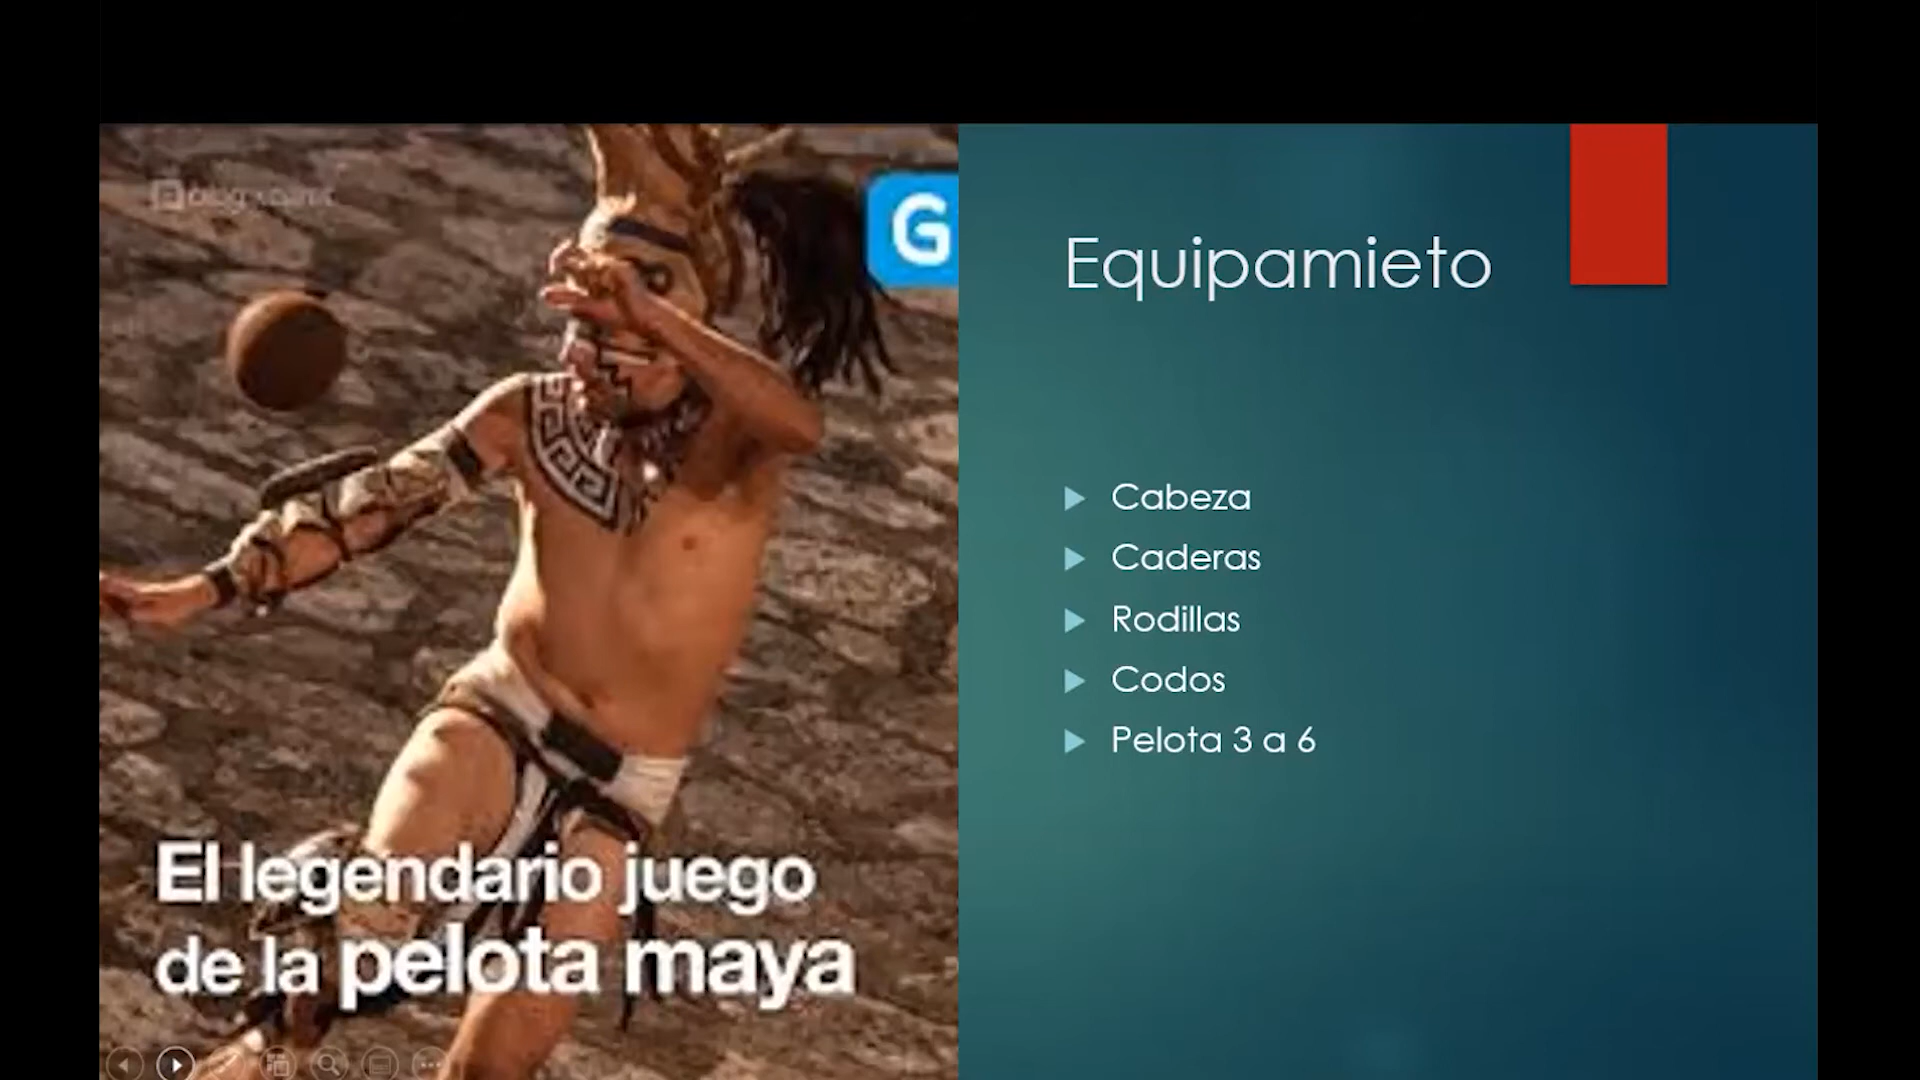 G
Equipamieto
Cabeza
Caderas
Rodillas
Codos
Pelota 3 a 6
El legendario juego
de la pelota maya